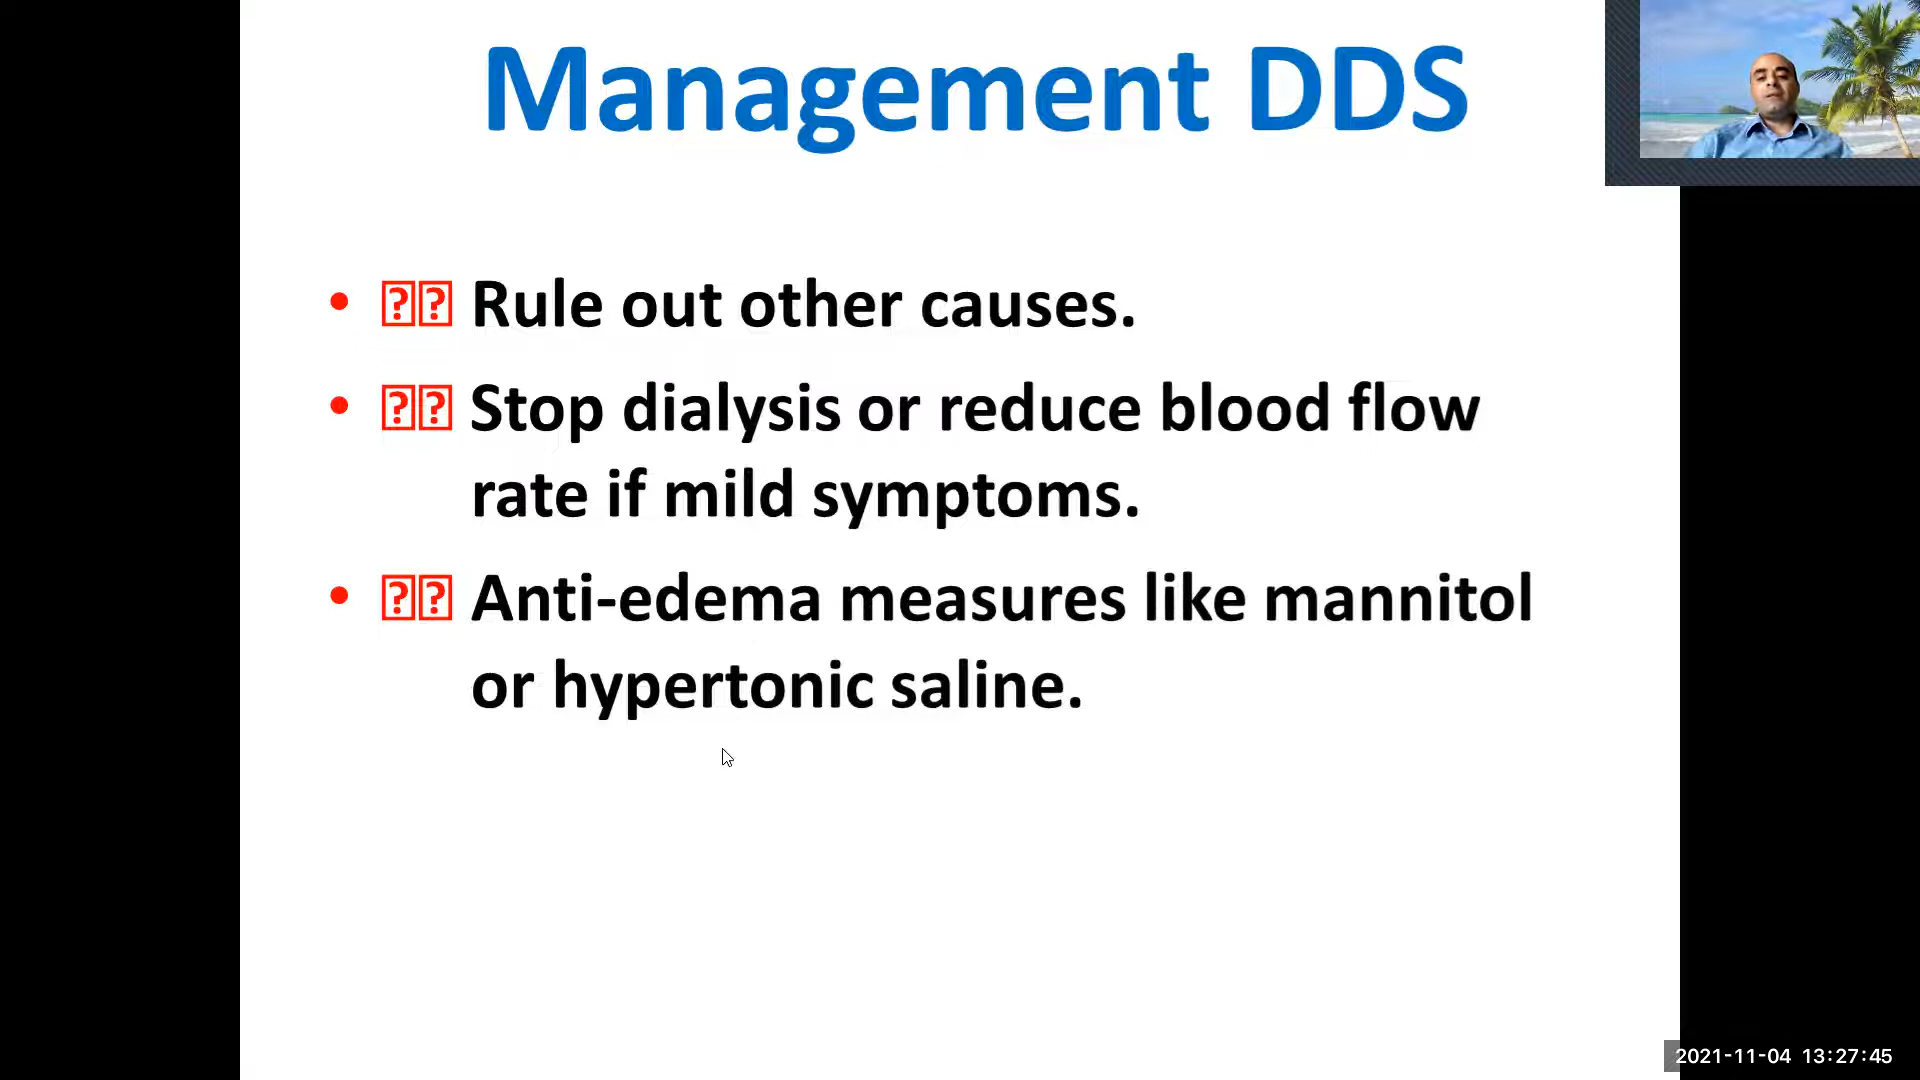 Management DDS
• ⍰⍰ Rule out other causes.
• ⍰⍰ Stop dialysis or reduce blood flow
rate if mild symptoms.
• ⍰⍰ Anti-edema measures like mannitol
or hypertonic saline.
2021-11-04 13:27:45